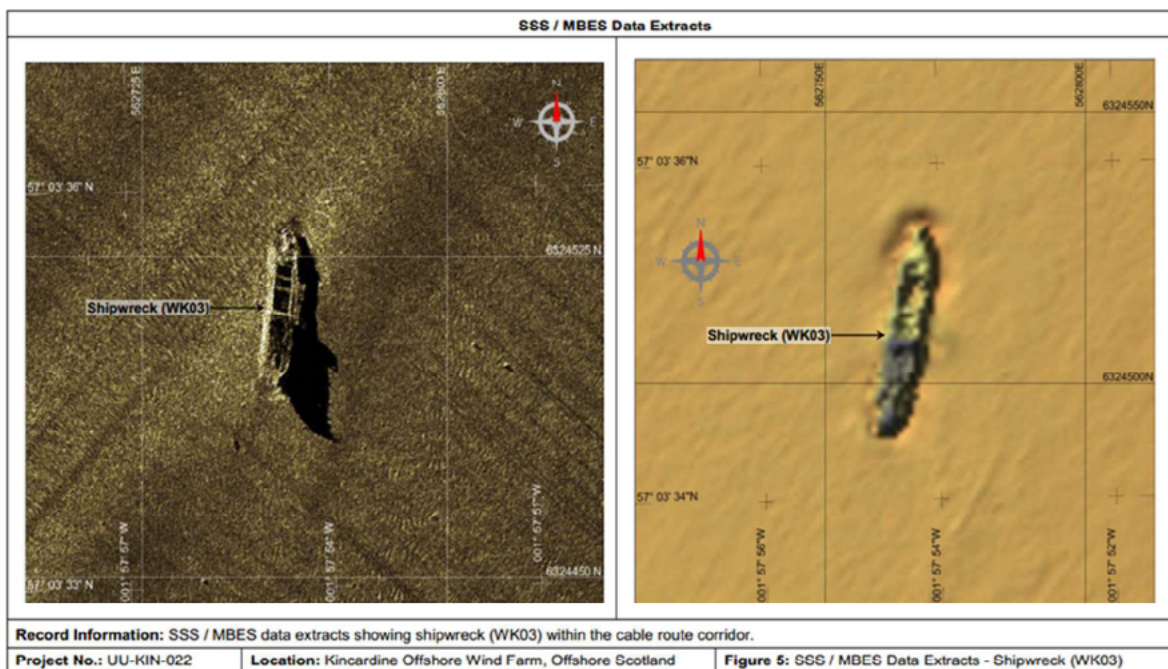 SSS / MBES Data Extracts
562725 E
562800 E
N
W E
S
57° 03' 36" N
6324525 N
Shipwreck (WK03)
001° 57' 57" W
001° 57' 54" W
001° 57' 51" W
57° 03' 33" N
6324450 N
562750E
562800E
6324550N
57° 03' 36"N
N
W E
S
Shipwreck (WK03)
6324500N
57° 03' 34"N
001° 57' 56"W
001° 57' 54"W
001° 57' 52"W
Record Information: SSS / MBES data extracts showing shipwreck (WK03) within the cable route corridor.
Project No.: UU-KIN-022 Location: Kincardine Offshore Wind Farm, Offshore Scotland Figure 5: SSS / MBES Data Extracts - Shipwreck (WK03)